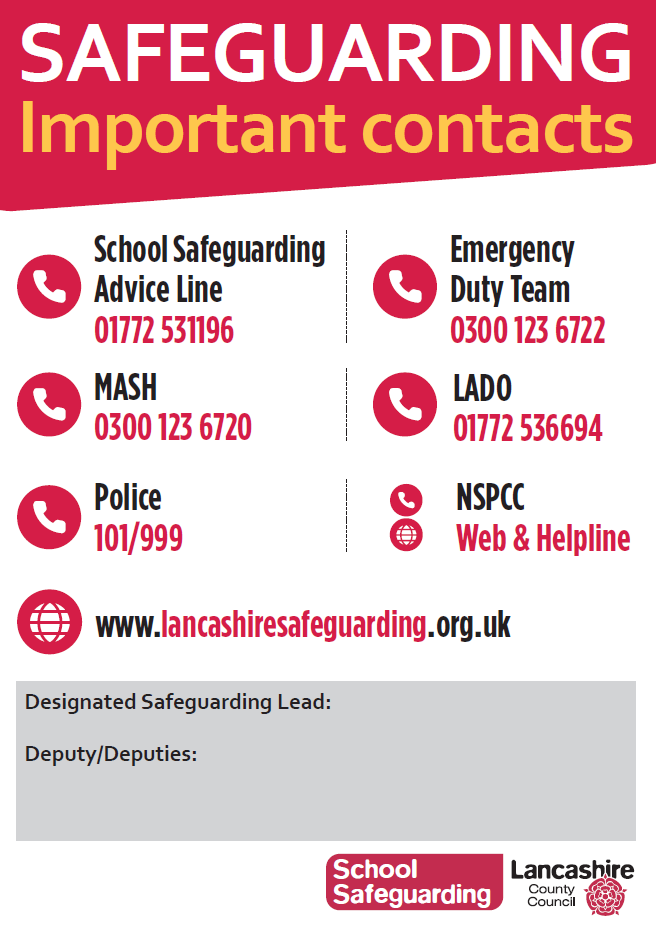 SAFEGUARDING
Important contacts
School Safeguarding
Advice Line
01772 531196
Emergency
Duty Team
0300 123 6722
MASH
0300 123 6720
LADO
01772 536694
Police
101/999
NSPCC
Web & Helpline
www.lancashiresafeguarding.org.uk
Designated Safeguarding Lead:
Deputy/Deputies:
School
Safeguarding
Lancashire
County
Council